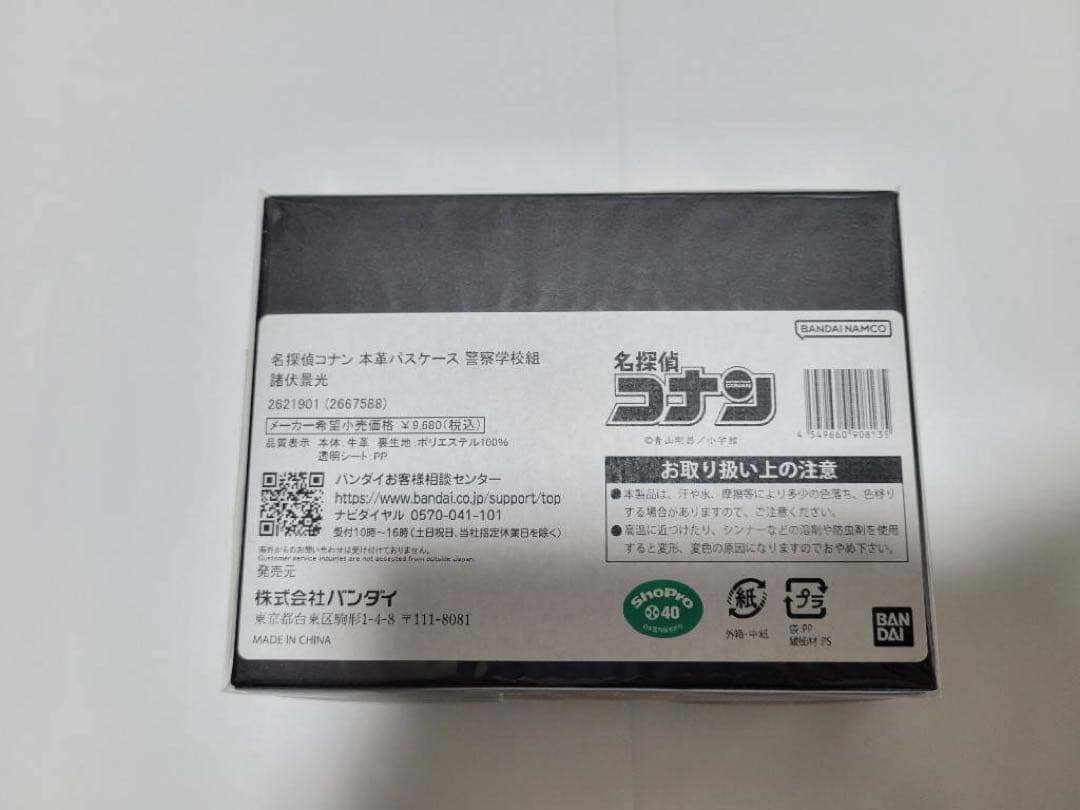 BANDAI NAMCO
名探偵コナン 本革パスケース 警察学校組
諸伏景光
2621901 (2667588)
メーカー希望小売価格 ¥9,680(税込)
品質表示 本体:牛革 裏生地:ポリエステル100%
透明シート:PP
バンダイお客様相談センター
https://www.bandai.co.jp/support/top
ナビダイヤル 0570-041-101
受付10時~16時(土日祝日、当社指定休業日を除く)
海外からのお問い合わせは受け付けておりません。
Customer service inquiries are not accepted from outside Japan.
発売元
株式会社バンダイ
東京都台東区駒形1-4-8 〒111-8081
MADE IN CHINA
名探偵
コナン
DETECTIVE
CONAN
©青山剛昌/小学館
4 549660 908135
お取り扱い上の注意
●本製品は、汗や水、摩擦等により多少の色落ち、色移り
する場合がありますので、ご注意ください。
●高温に近づけたり、シンナーなどの溶剤や防虫剤を使用
すると変形、変色の原因になりますのでおやめ下さい。
ShoPro
40
紙
外箱・中紙
プラ
袋:PP
緩衝材:PS
BAN
DAI